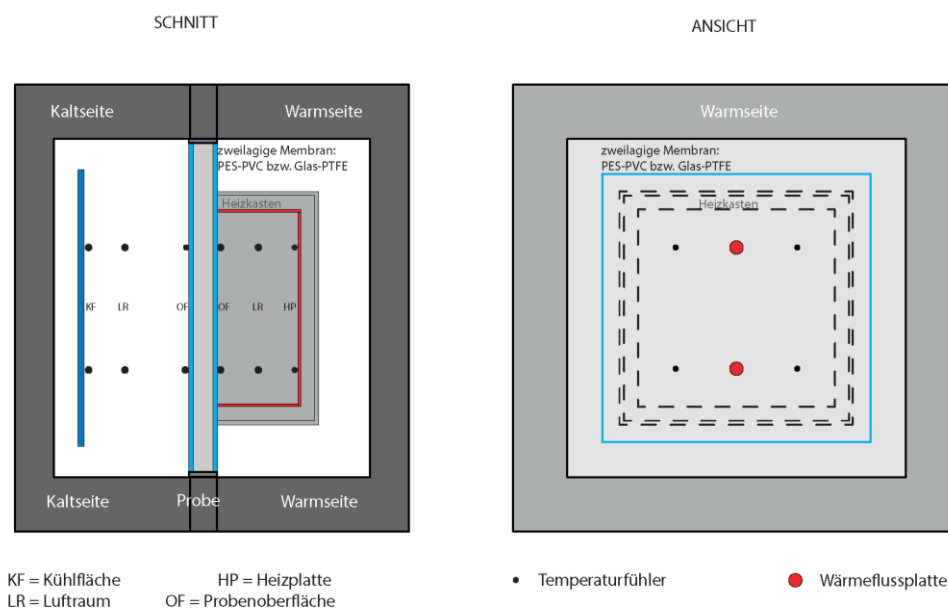 SCHNITT
ANSICHT
Kaltseite
Warmseite
zweilagige Membran:
PES-PVC bzw. Glas-PTFE
Heizkasten
KF LR OF OF LR HP
Kaltseite
Probe
Warmseite
Warmseite
zweilagige Membran:
PES-PVC bzw. Glas-PTFE
Heizkasten
KF = Kühlfläche
HP = Heizplatte
LR = Luftraum
OF = Probenoberfläche
Temperaturfühler
Wärmeflussplatte